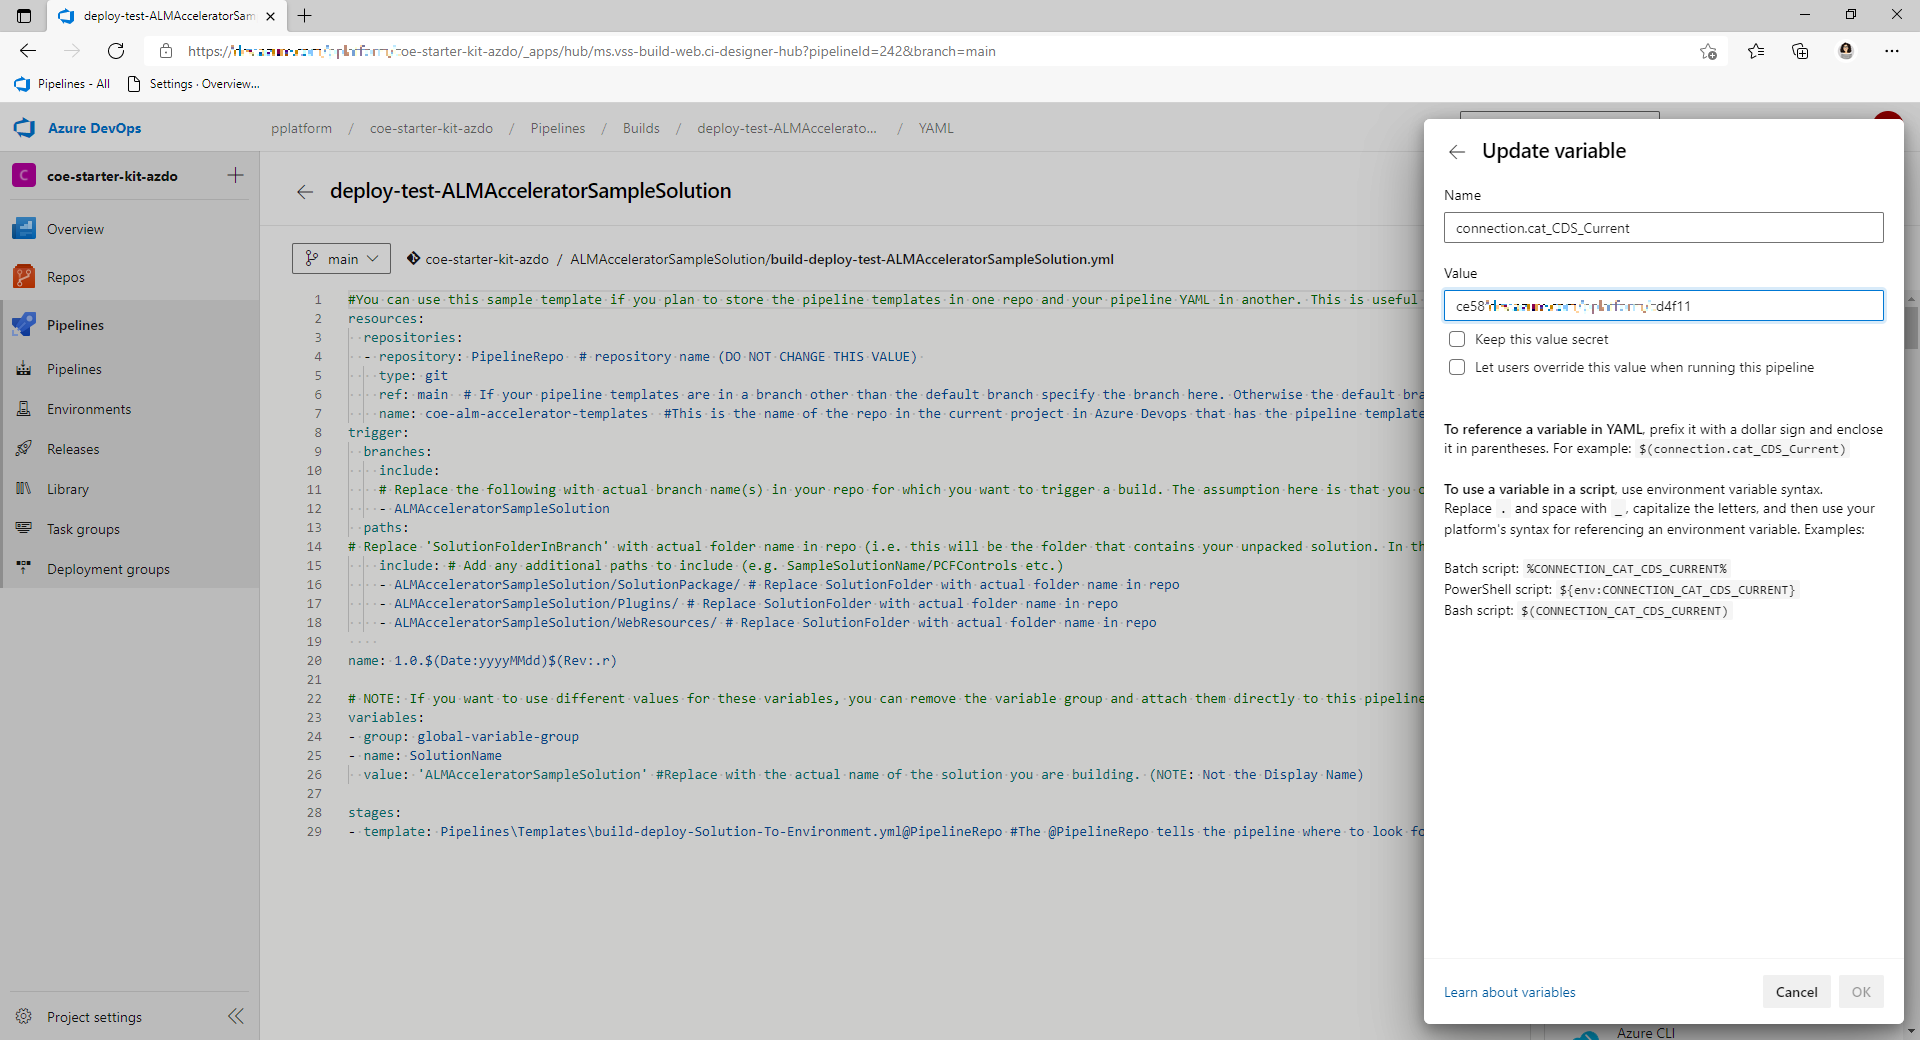 deploy-test-ALMAcceleratorSam
https://
oe-starter-kit-azdo/_apps/hub/ms.vss-build-web.ci-designer-hub?pipelineId=242&branch=main
Pipelines - All
Settings · Overview...
Azure DevOps
pplatform / coe-starter-kit-azdo / Pipelines / Builds / deploy-test-ALMAccelerato... / YAML
C
coe-starter-kit-azdo
Overview
Repos
Pipelines
Pipelines
Environments
Releases
Library
Task groups
Deployment groups
Project settings
deploy-test-ALMAcceleratorSampleSolution
main
coe-starter-kit-azdo / ALMAcceleratorSampleSolution/build-deploy-test-ALMAcceleratorSampleSolution.yml
1 #You can use this sample template if you plan to store the pipeline templates in one repo and your pipeline YAML in another. This is useful
2 resources:
3 repositories:
4 - repository: PipelineRepo # repository name (DO NOT CHANGE THIS VALUE)
5 type: git
6 ref: main # If your pipeline templates are in a branch other than the default branch specify the branch here. Otherwise the default bra
7 name: coe-alm-accelerator-templates #This is the name of the repo in the current project in Azure Devops that has the pipeline template
8 trigger:
9 branches:
10 include:
11 # Replace the following with actual branch name(s) in your repo for which you want to trigger a build. The assumption here is that you
12 - ALMAcceleratorSampleSolution
13 paths:
14 # Replace 'SolutionFolderInBranch' with actual folder name in repo (i.e. this will be the folder that contains your unpacked solution. In th
15 include: # Add any additional paths to include (e.g. SampleSolutionName/PCFControls etc.)
16 - ALMAcceleratorSampleSolution/SolutionPackage/ # Replace SolutionFolder with actual folder name in repo
17 - ALMAcceleratorSampleSolution/Plugins/ # Replace SolutionFolder with actual folder name in repo
18 - ALMAcceleratorSampleSolution/WebResources/ # Replace SolutionFolder with actual folder name in repo
19
20 name: 1.0.$(Date:yyyyMMdd)$(Rev:.r)
21
22 # NOTE: If you want to use different values for these variables, you can remove the variable group and attach them directly to this pipeline
23 variables:
24 - group: global-variable-group
25 - name: SolutionName
26 value: 'ALMAcceleratorSampleSolution' #Replace with the actual name of the solution you are building. (NOTE: Not the Display Name)
27
28 stages:
29 - template: Pipelines\Templates\build-deploy-Solution-To-Environment.yml@PipelineRepo #The @PipelineRepo tells the pipeline where to look fo
Update variable
Name
connection.cat_CDS_Current
Value
ce58
d4f11
Keep this value secret
Let users override this value when running this pipeline
To reference a variable in YAML, prefix it with a dollar sign and enclose
it in parentheses. For example: $(connection.cat_CDS_Current)
To use a variable in a script, use environment variable syntax.
Replace . and space with _, capitalize the letters, and then use your
platform's syntax for referencing an environment variable. Examples:
Batch script: %CONNECTION_CAT_CDS_CURRENT%
PowerShell script: ${env:CONNECTION_CAT_CDS_CURRENT}
Bash script: $(CONNECTION_CAT_CDS_CURRENT)
Learn about variables
Cancel
OK
Azure CLI